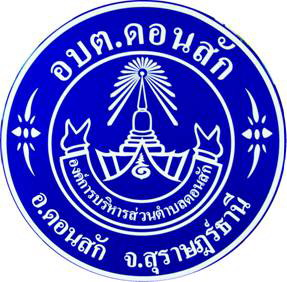 อบต.ดอนสัก
องค์การบริหารส่วนตำบลดอนสัก
อ.ดอนสัก จ.สุราษฎร์ธานี